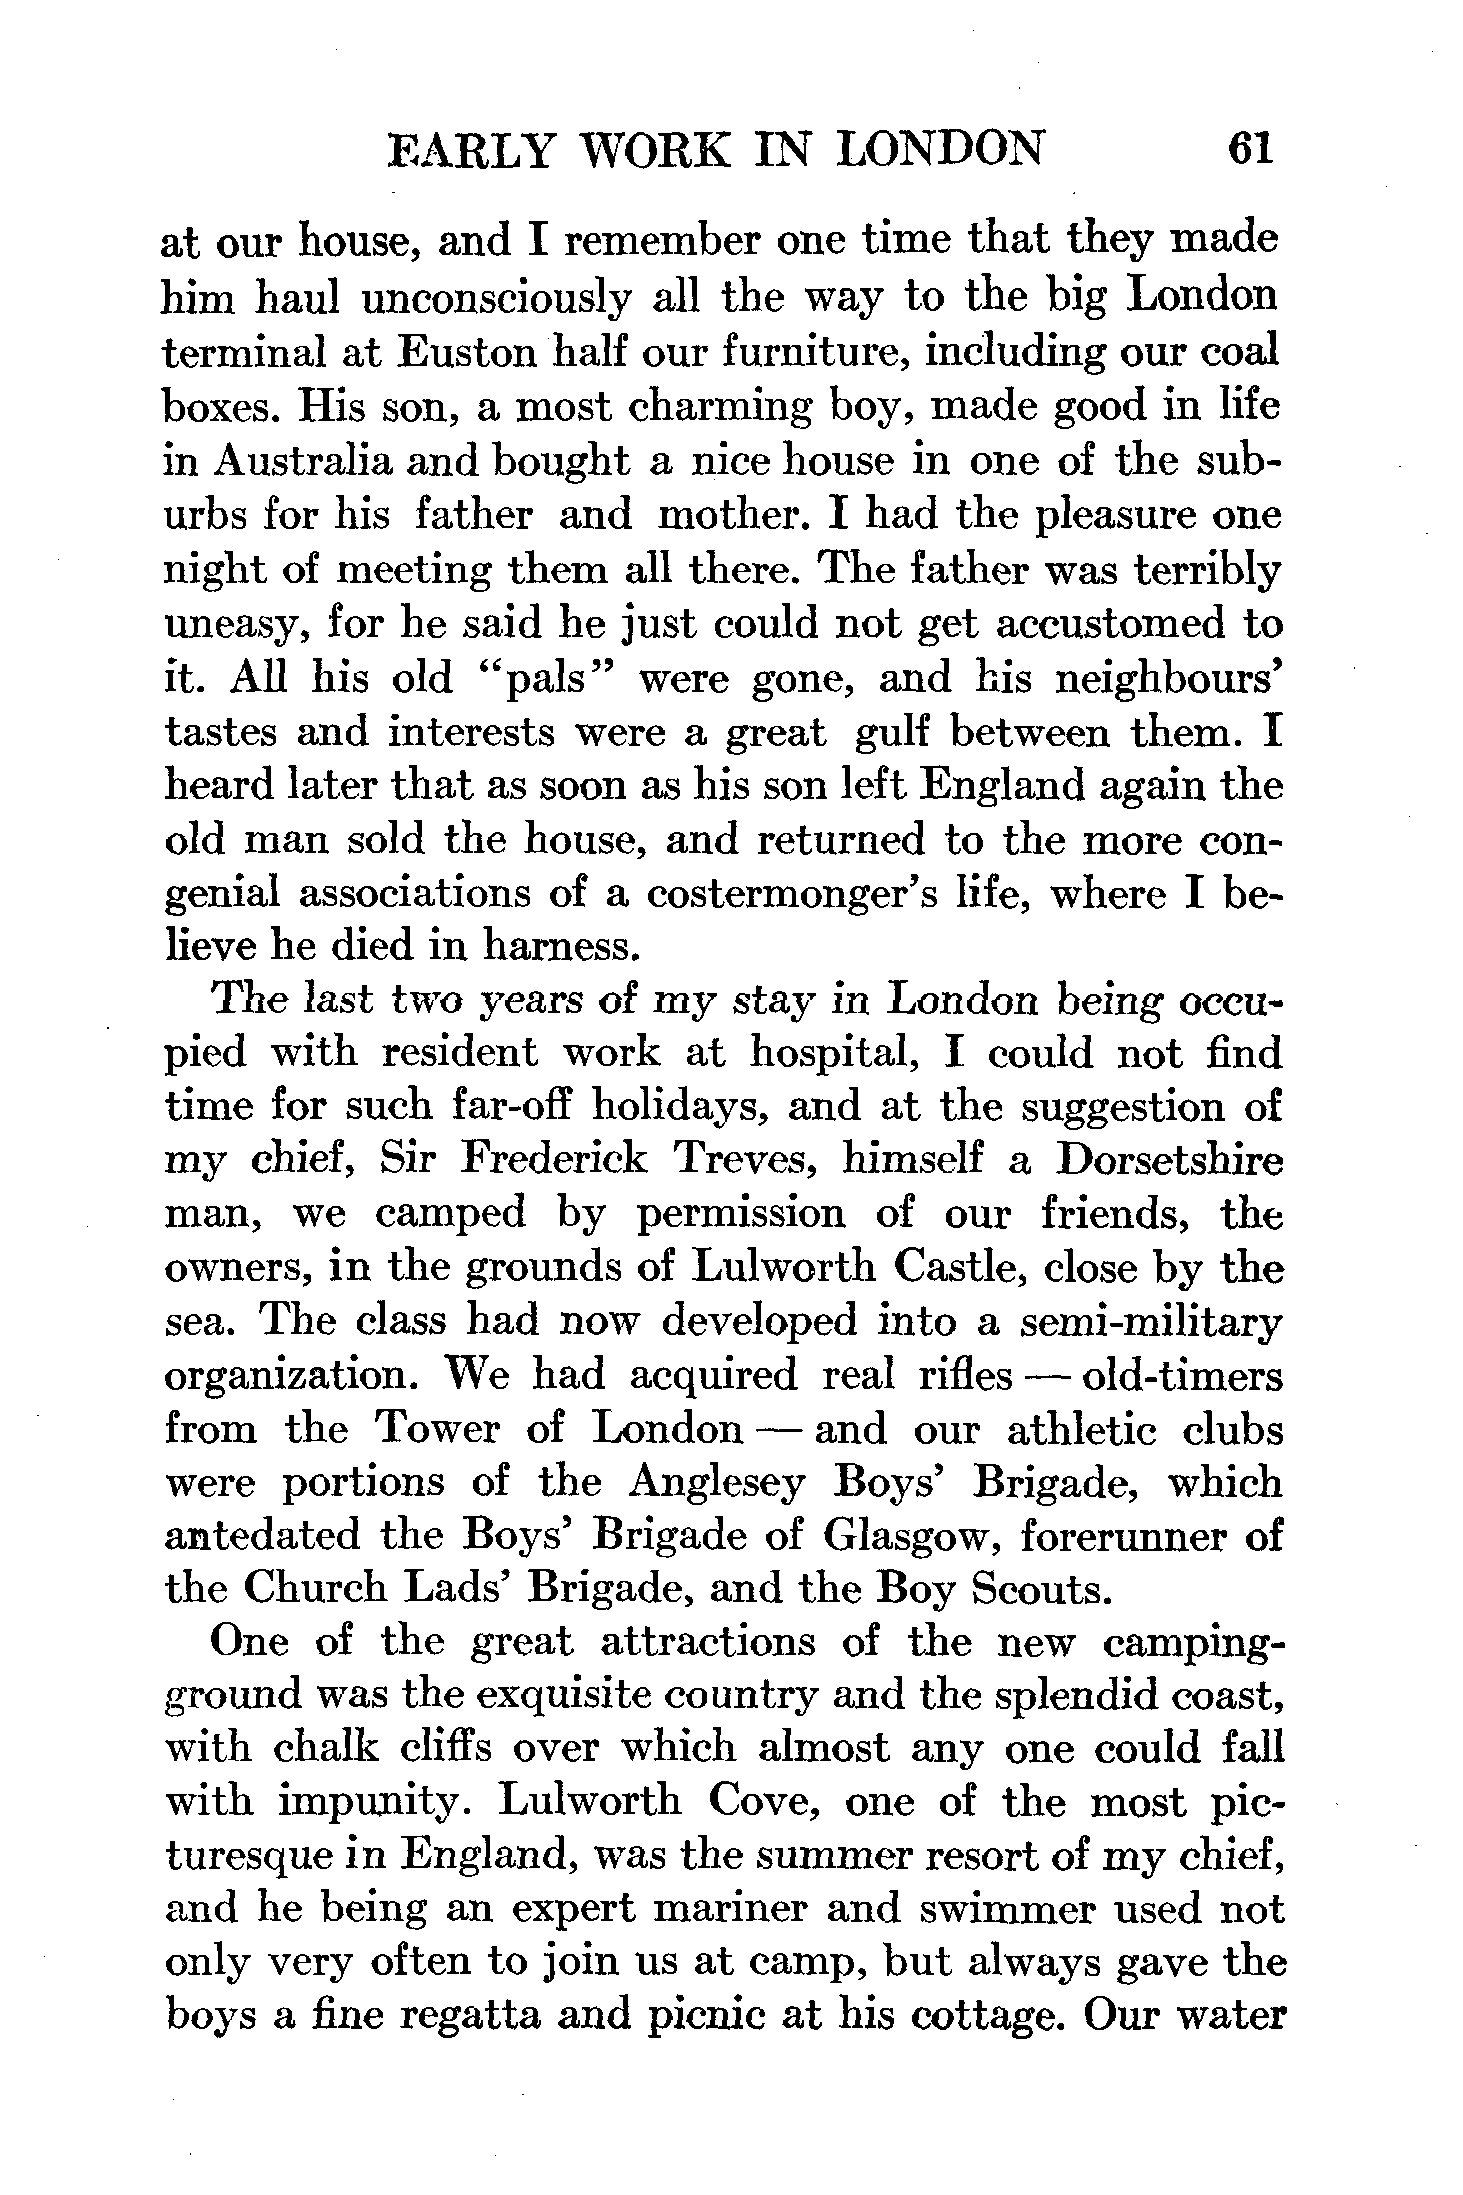 EARLY WORK IN LONDON 61
at our house, and I remember one time that they made
him haul unconsciously all the way to the big London
terminal at Euston half our furniture, including our coal
boxes. His son, a most charming boy, made good in life
in Australia and bought a nice house in one of the sub-
urbs for his father and mother. I had the pleasure one
night of meeting them all there. The father was terribly
uneasy, for he said he just could not get accustomed to
it. All his old “pals” were gone, and his neighbours’
tastes and interests were a great gulf between them. I
heard later that as soon as his son left England again the
old man sold the house, and returned to the more con-
genial associations of a costermonger’s life, where I be-
lieve he died in harness.
The last two years of my stay in London being occu-
pied with resident work at hospital, I could not find
time for such far-off holidays, and at the suggestion of
my chief, Sir Frederick Treves, himself a Dorsetshire
man, we camped by permission of our friends, the
owners, in the grounds of Lulworth Castle, close by the
sea. The class had now developed into a semi-military
organization. We had acquired real rifles — old-timers
from the Tower of London — and our athletic clubs
were portions of the Anglesey Boys’ Brigade, which
antedated the Boys’ Brigade of Glasgow, forerunner of
the Church Lads’ Brigade, and the Boy Scouts.
One of the great attractions of the new camping-
ground was the exquisite country and the splendid coast,
with chalk cliffs over which almost any one could fall
with impunity. Lulworth Cove, one of the most pic-
turesque in England, was the summer resort of my chief,
and he being an expert mariner and swimmer used not
only very often to join us at camp, but always gave the
boys a fine regatta and picnic at his cottage. Our water